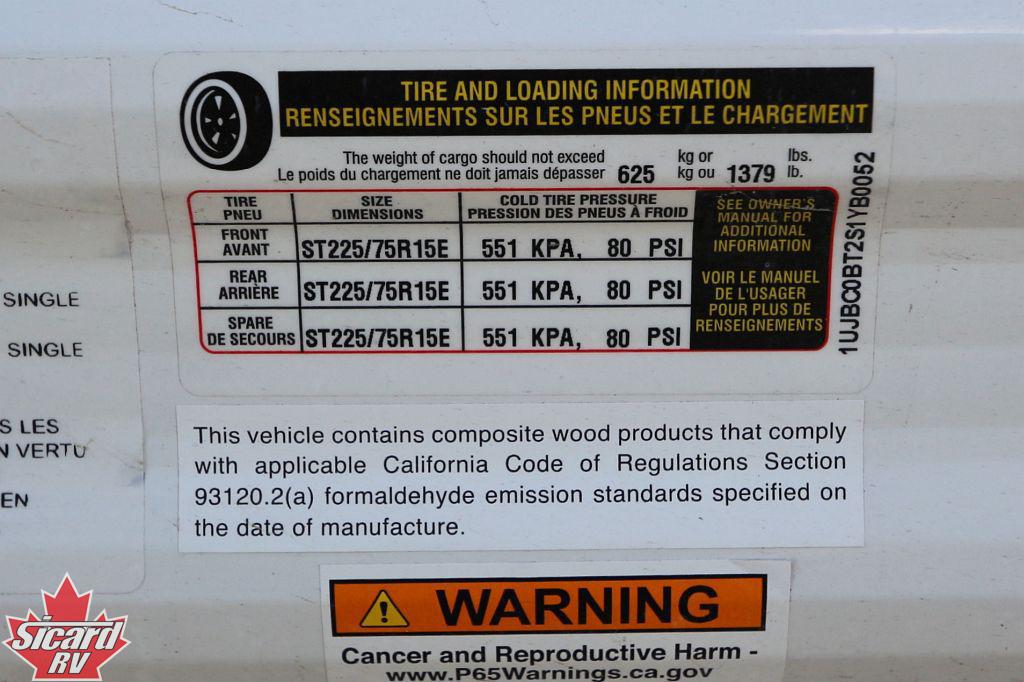 TIRE AND LOADING INFORMATION
RENSEIGNEMENTS SUR LES PNEUS ET LE CHARGEMENT
The weight of cargo should not exceed kg or lbs.
Le poids du chargement ne doit jamais dépasser 625 kg ou 1379 lb.
TIRE SIZE COLD TIRE PRESSURE
PNEU DIMENSIONS PRESSION DES PNEUS À FROID
FRONT
AVANT ST225/75R15E 551 KPA, 80 PSI
REAR
ARRIÈRE ST225/75R15E 551 KPA, 80 PSI
SPARE
DE SECOURS ST225/75R15E 551 KPA, 80 PSI
SEE OWNER'S
MANUAL FOR
ADDITIONAL
INFORMATION
VOIR LE MANUEL
DE L'USAGER
POUR PLUS DE
RENSEIGNEMENTS
1UJBC0BT2S1YB0052
SINGLE
SINGLE
S LES
N VERTU
EN
This vehicle contains composite wood products that comply
with applicable California Code of Regulations Section
93120.2(a) formaldehyde emission standards specified on
the date of manufacture.
WARNING
Cancer and Reproductive Harm -
www.P65Warnings.ca.gov
Sicard
RV